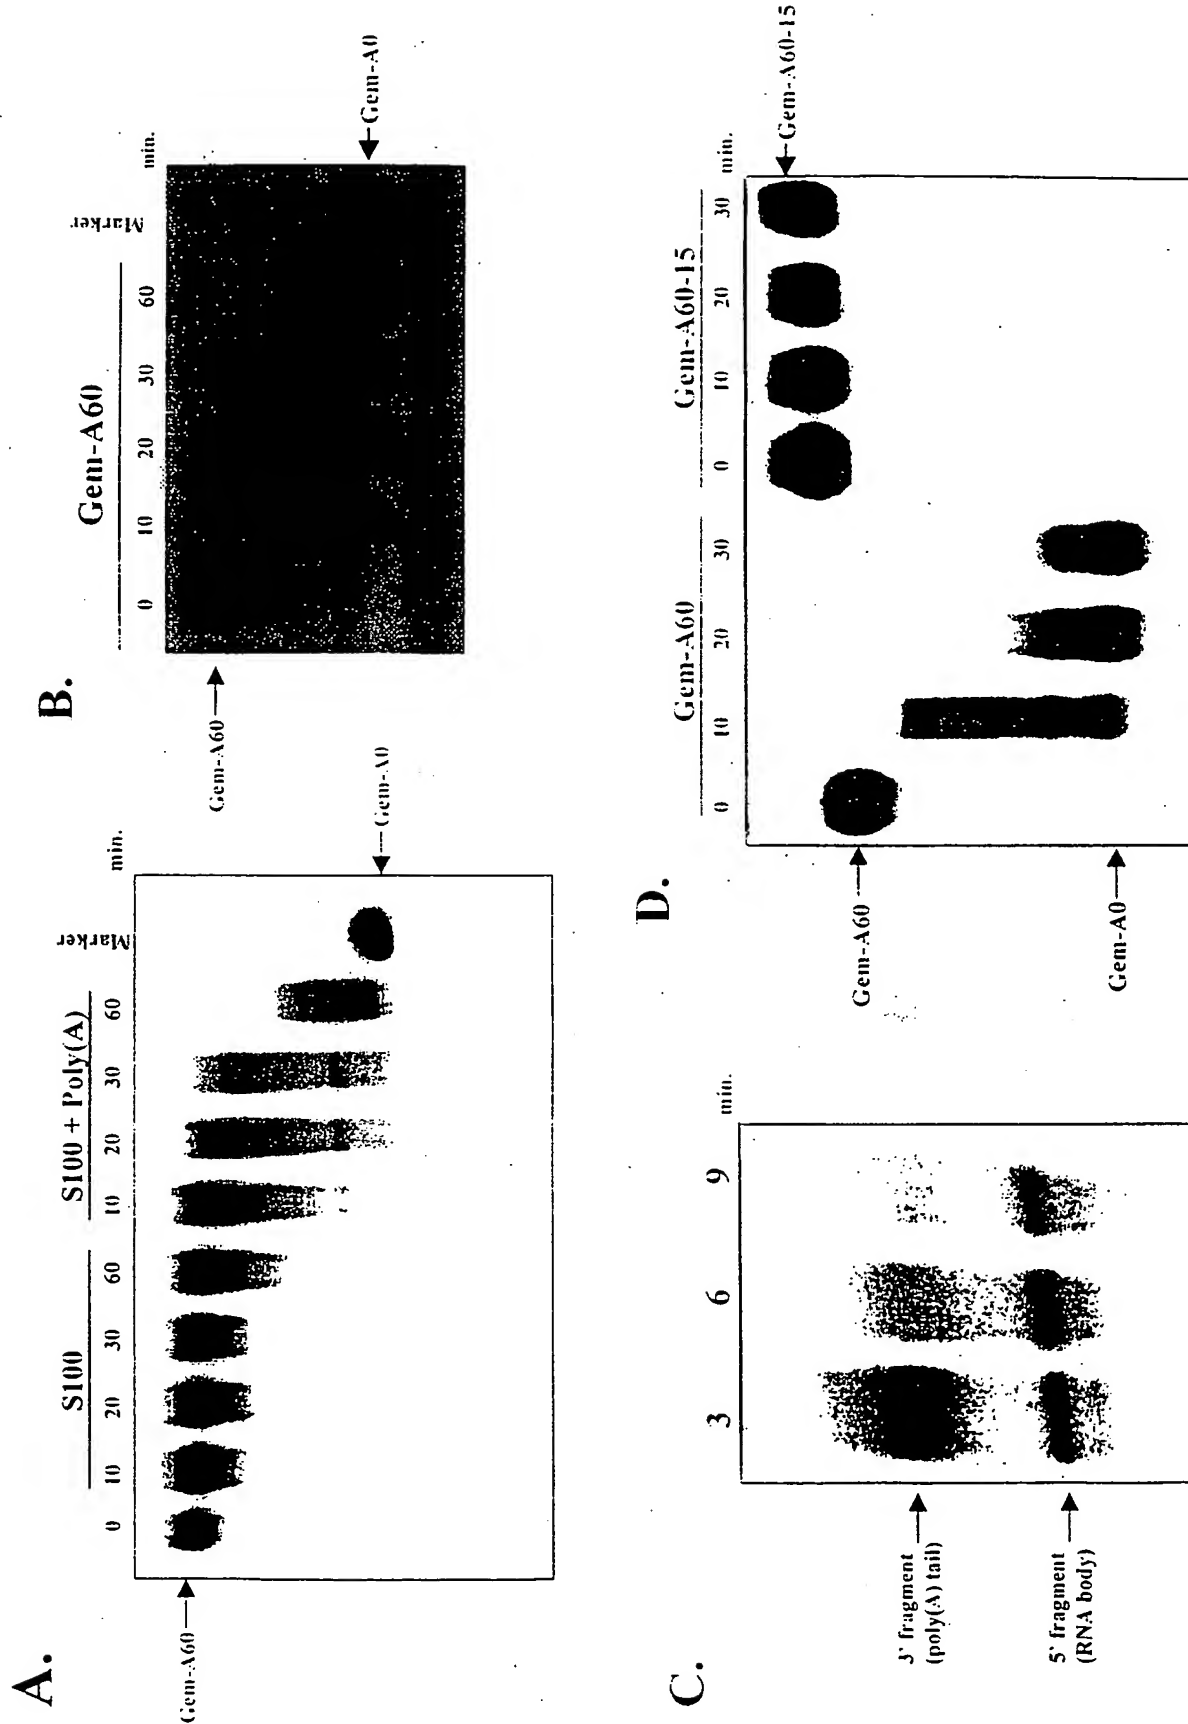 A.
S100
S100 + Poly(A)
0
10
20
30
60
10
20
30
60
Marker
min.
Gem-A60
Gem-A0
B.
Gem-A60
0
10
20
30
60
Marker
min.
Gem-A60
Gem-A0
C.
3
6
9
min.
3' fragment
(poly(A) tail)
5' fragment
(RNA body)
D.
Gem-A60
Gem-A60-15
0
10
20
30
0
10
20
30
min.
Gem-A60
Gem-A0
Gem-A60-15